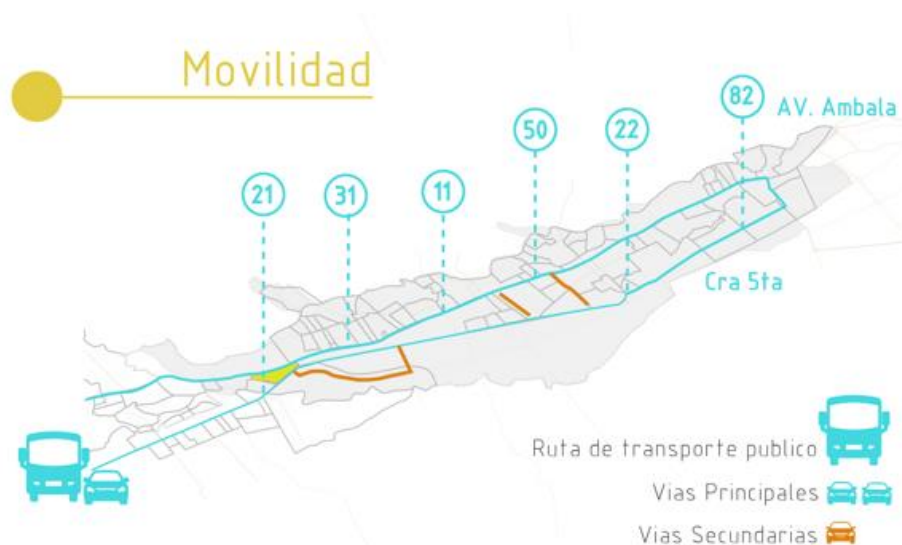 Movilidad
82
AV. Ambala
50
22
21
31
11
Cra 5ta
Ruta de transporte publico
Vias Principales
Vias Secundarias